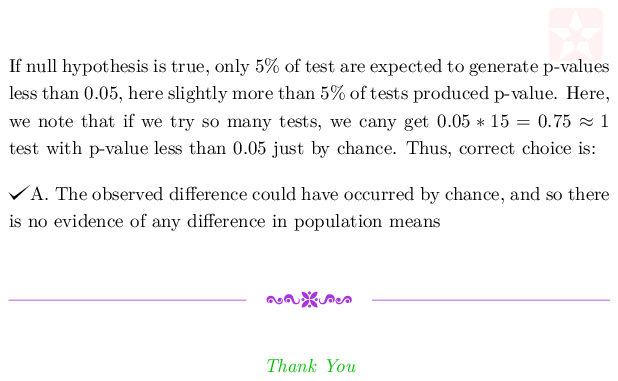 If null hypothesis is true, only 5% of test are expected to generate p-values
less than 0.05, here slightly more than 5% of tests produced p-value. Here,
we note that if we try so many tests, we cany get 0.05 ∗ 15 = 0.75 ≈ 1
test with p-value less than 0.05 just by chance. Thus, correct choice is:
✓A. The observed difference could have occurred by chance, and so there
is no evidence of any difference in population means
Thank You